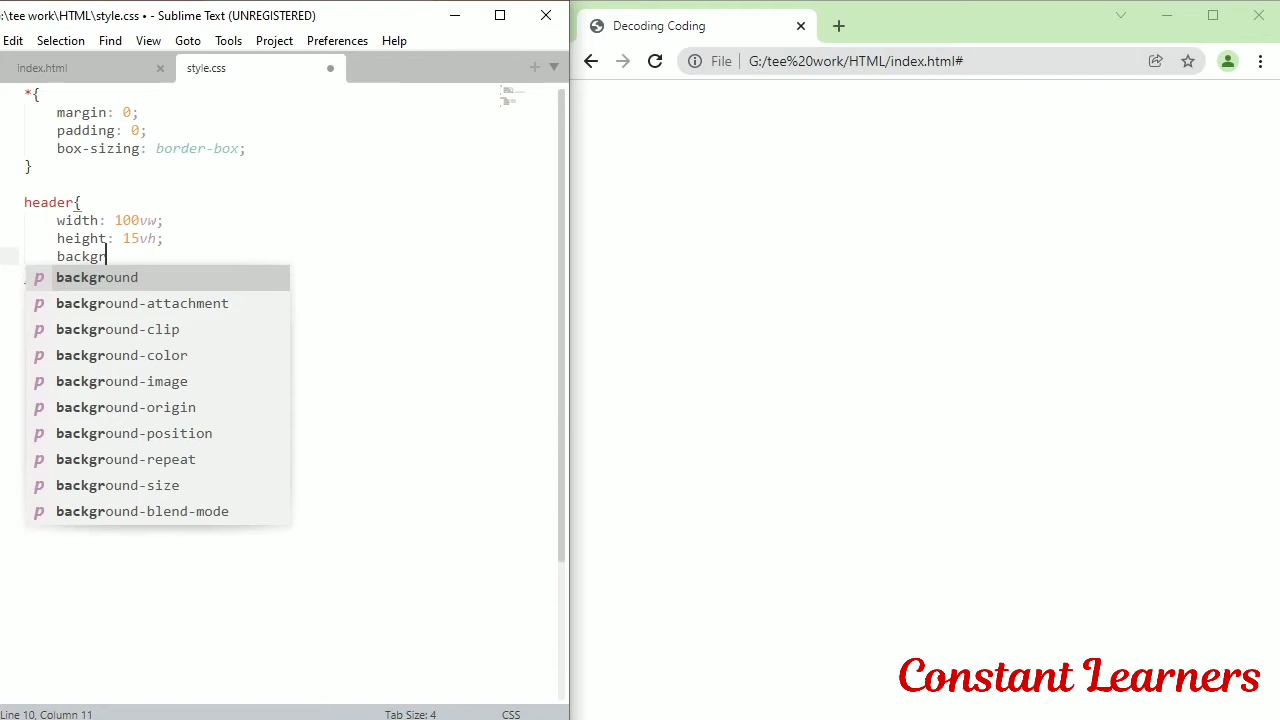 :\tee work\HTML\style.css • - Sublime Text (UNREGISTERED)
Edit Selection Find View Goto Tools Project Preferences Help
index.html
style.css
*{
margin: 0;
padding: 0;
box-sizing: border-box;
}
header{
width: 100vw;
height: 15vh;
backgr
p background
p background-attachment
p background-clip
p background-color
p background-image
p background-origin
p background-position
p background-repeat
p background-size
p background-blend-mode
Line 10, Column 11
Tab Size: 4
CSS
Decoding Coding
File
G:/tee%20work/HTML/index.html#
Constant Learners